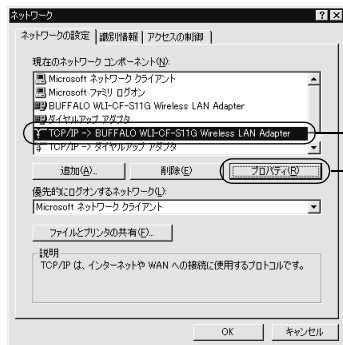 ネットワーク
ネットワークの設定 識別情報 アクセスの制御
現在のネットワーク コンポーネント(N):
Microsoft ネットワーク クライアント
Microsoft ファミリ ログオン
BUFFALO WLI-CF-S11G Wireless LAN Adapter
ダイヤルアップ アダプタ
TCP/IP -> BUFFALO WLI-CF-S11G Wireless LAN Adapter
TCP/IP -> ダイヤルアップ アダプタ
追加(A)... 削除(E) プロパティ(R)
優先的にログオンするネットワーク(L):
Microsoft ネットワーク クライアント
ファイルとプリンタの共有(F)...
説明
TCP/IP は、インターネットや WAN への接続に使用するプロトコルです。
OK キャンセル